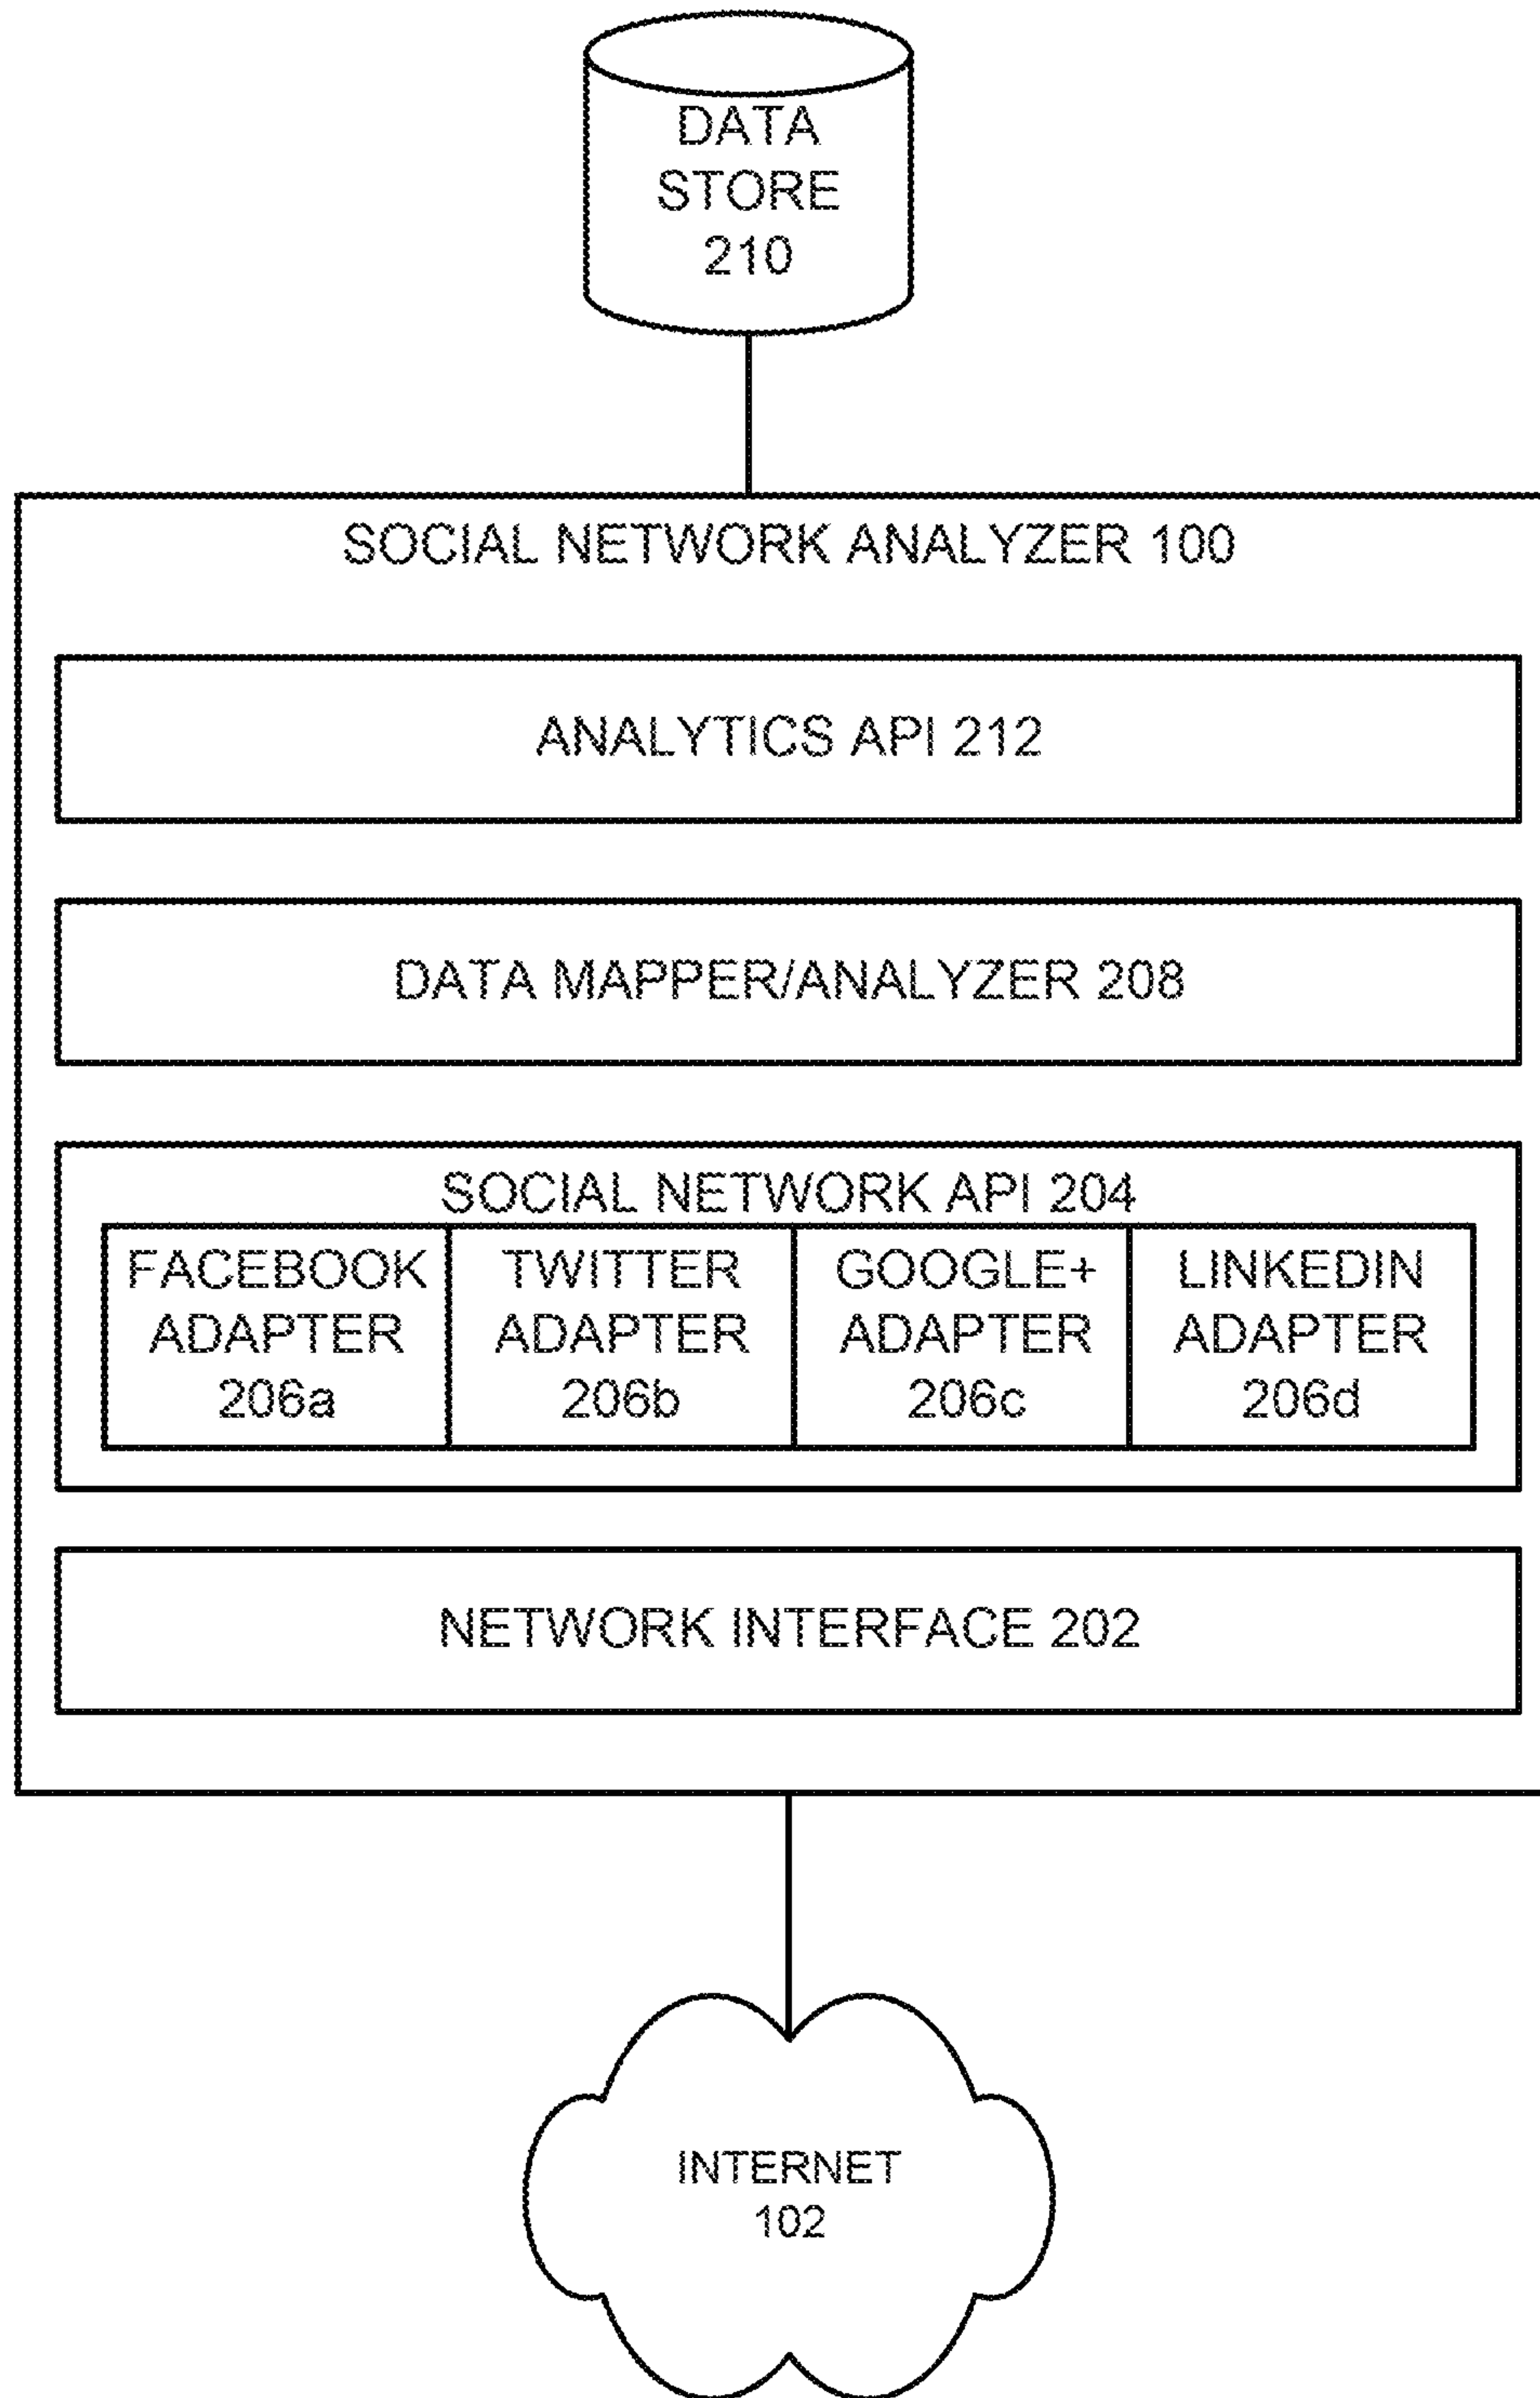 DATA
STORE
210
SOCIAL NETWORK ANALYZER 100
ANALYTICS API 212
DATA MAPPER/ANALYZER 208
SOCIAL NETWORK API 204
FACEBOOK
ADAPTER
206a
TWITTER
ADAPTER
206b
GOOGLE+
ADAPTER
206c
LINKEDIN
ADAPTER
206d
NETWORK INTERFACE 202
INTERNET
102